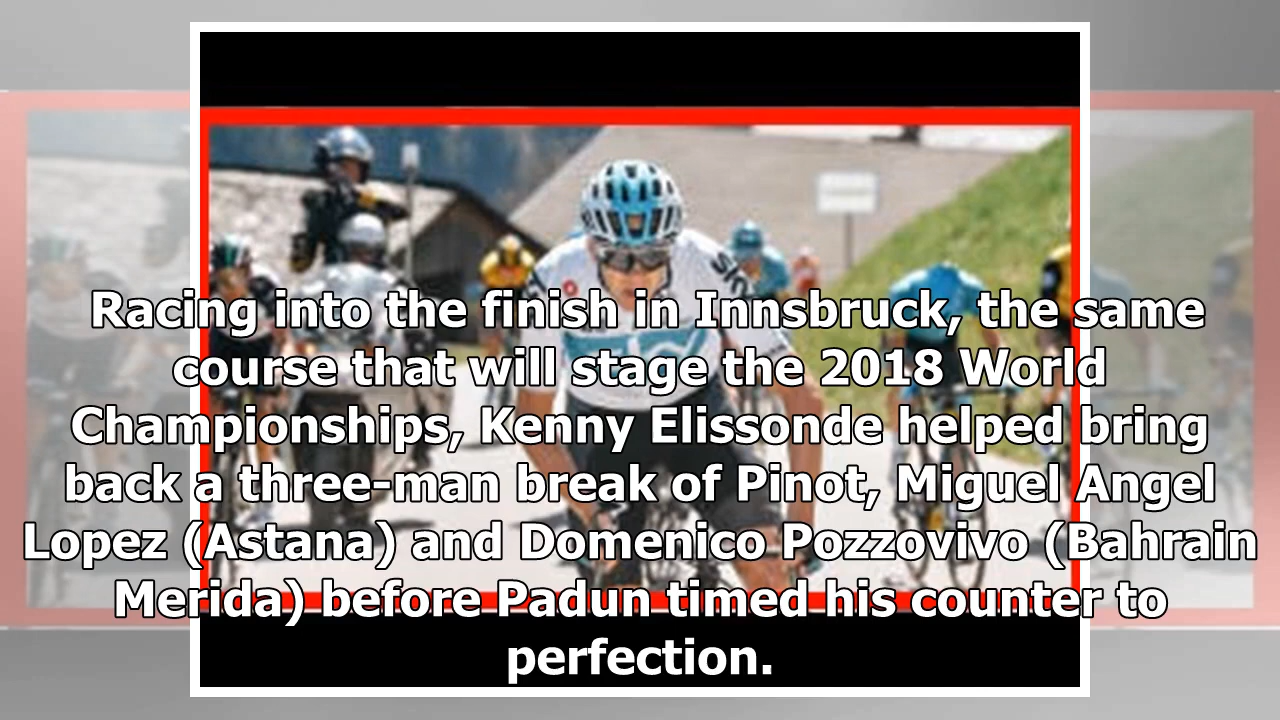 Racing into the finish in Innsbruck, the same
course that will stage the 2018 World
Championships, Kenny Elissonde helped bring
back a three-man break of Pinot, Miguel Angel
Lopez (Astana) and Domenico Pozzovivo (Bahrain
Merida) before Padun timed his counter to
perfection.